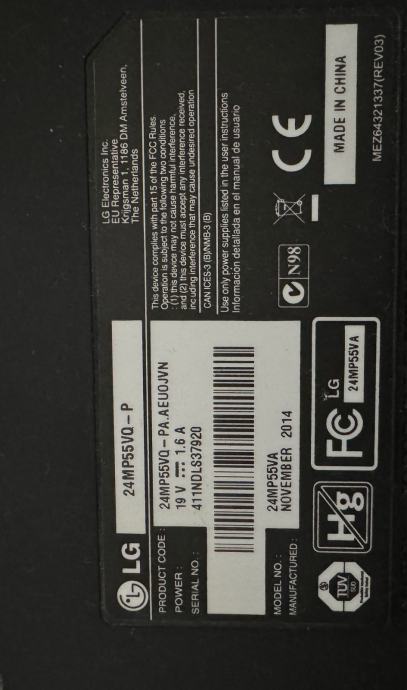 LG
24MP55VQ-P
PRODUCT CODE : 24MP55VQ-PA.AEUOJVN
POWER : 19 V ⎓ 1.6 A
SERIAL NO. : 411NDLS37920
MODEL NO. : 24MP55VA
MANUFACTURED : NOVEMBER 2014
TÜV
SÜD
Hg
FC
LG
24MP55VA
LG Electronics Inc.
EU Representative
Krijgsman 1, 1186 DM Amstelveen,
The Netherlands
This device complies with part 15 of the FCC Rules.
Operation is subject to the following two conditions
: (1) this device may not cause harmful interference,
and (2) this device must accept any interference received,
including interference that may cause undesired operation
CAN ICES-3 (B)/NMB-3 (B)
Use only power supplies listed in the user instructions
Información detallada en el manual de usuario
N98
CE
MADE IN CHINA
MEZ64321337(REV03)